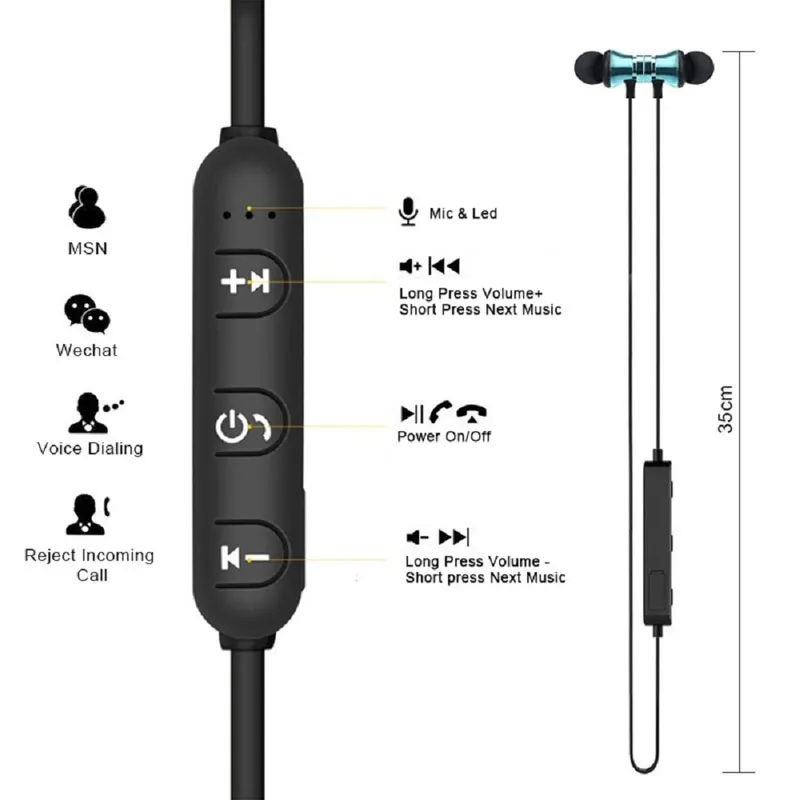 MSN
Wechat
Voice Dialing
Reject Incoming
Call
Mic & Led
Long Press Volume+
Short Press Next Music
Power On/Off
Long Press Volume -
Short press Next Music
35cm